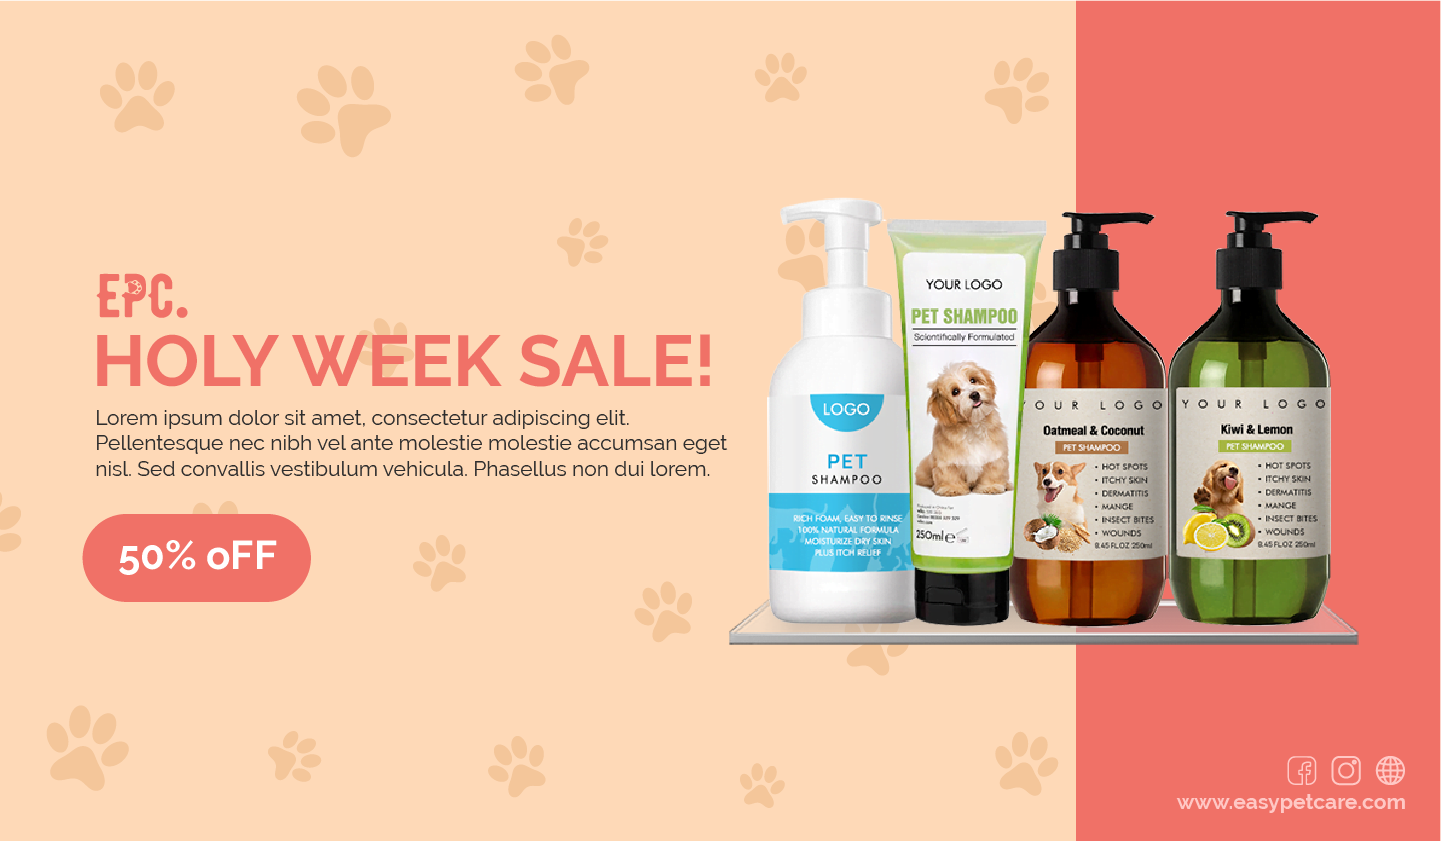 EPC.
HOLY WEEK SALE!
Lorem ipsum dolor sit amet, consectetur adipiscing elit.
Pellentesque nec nibh vel ante molestie molestie accumsan eget
nisl. Sed convallis vestibulum vehicula. Phasellus non dui lorem.
50% oFF
LOGO
PET
SHAMPOO
RICH FOAM, EASY TO RINSE
100% NATURAL FORMULA
MOISTURIZE DRY SKIN
PLUS ITCH RELIEF
YOUR LOGO
PET SHAMPOO
Scientifically Formulated
250ml e
YOUR LOGO
Oatmeal & Coconut
PET SHAMPOO
• HOT SPOTS
• ITCHY SKIN
• DERMATITIS
• MANGE
• INSECT BITES
• WOUNDS
8.45 FL.OZ 250ml
YOUR LOGO
Kiwi & Lemon
PET SHAMPOO
• HOT SPOTS
• ITCHY SKIN
• DERMATITIS
• MANGE
• INSECT BITES
• WOUNDS
8.45 FL.OZ 250ml
www.easypetcare.com